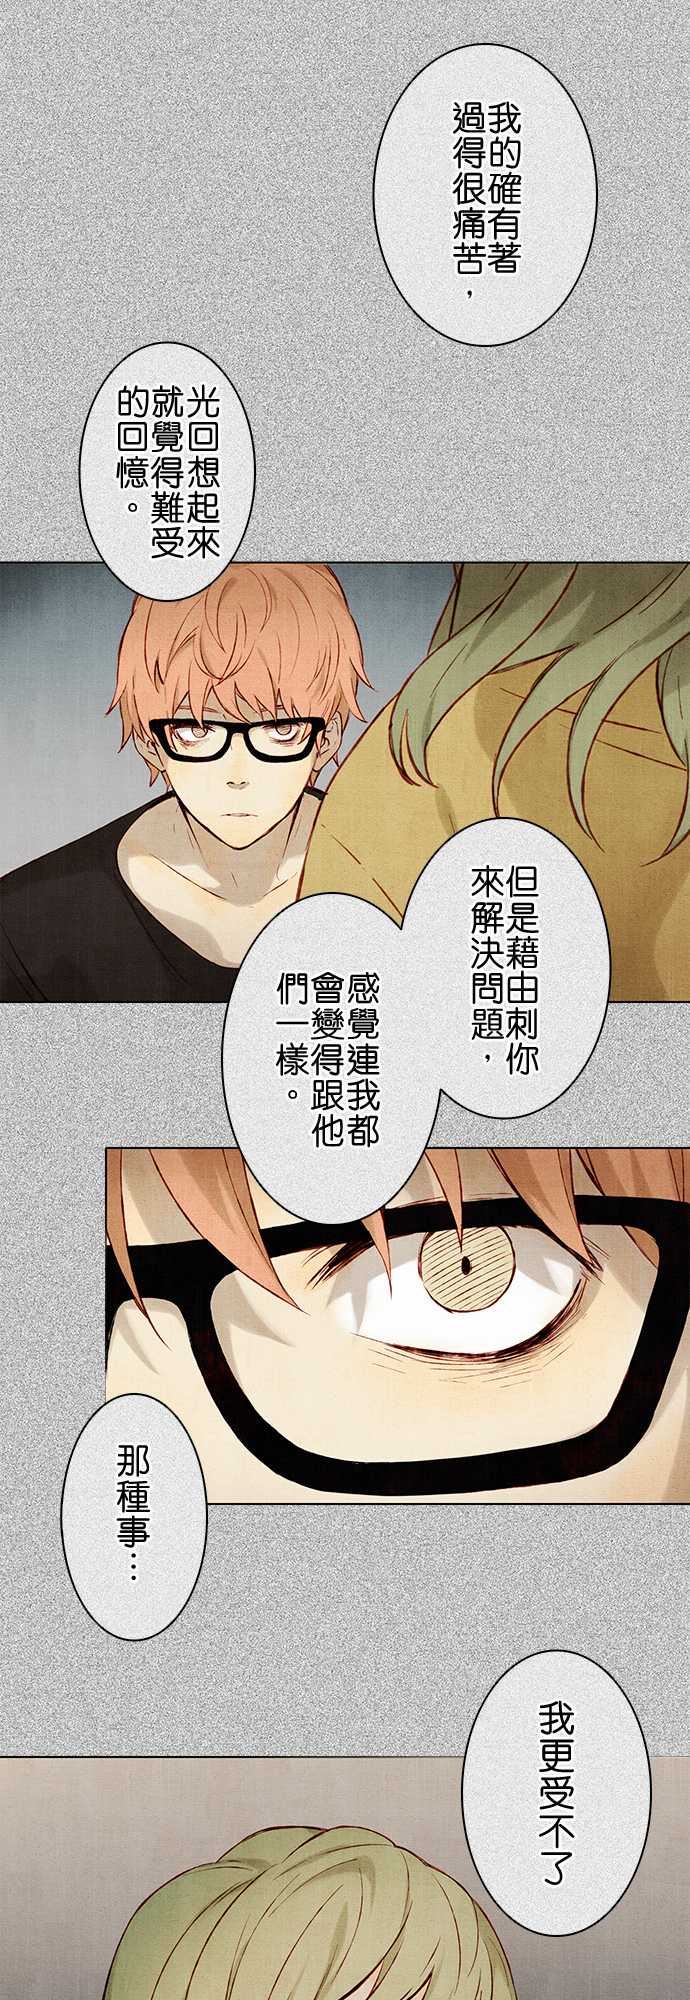 我的確有著
過得很痛苦，
光回想起來
就覺得難受
的回憶。
但是藉由刺你
來解決問題，
感覺連我都
會變得跟他
們一樣。
那種事…
我更受不了